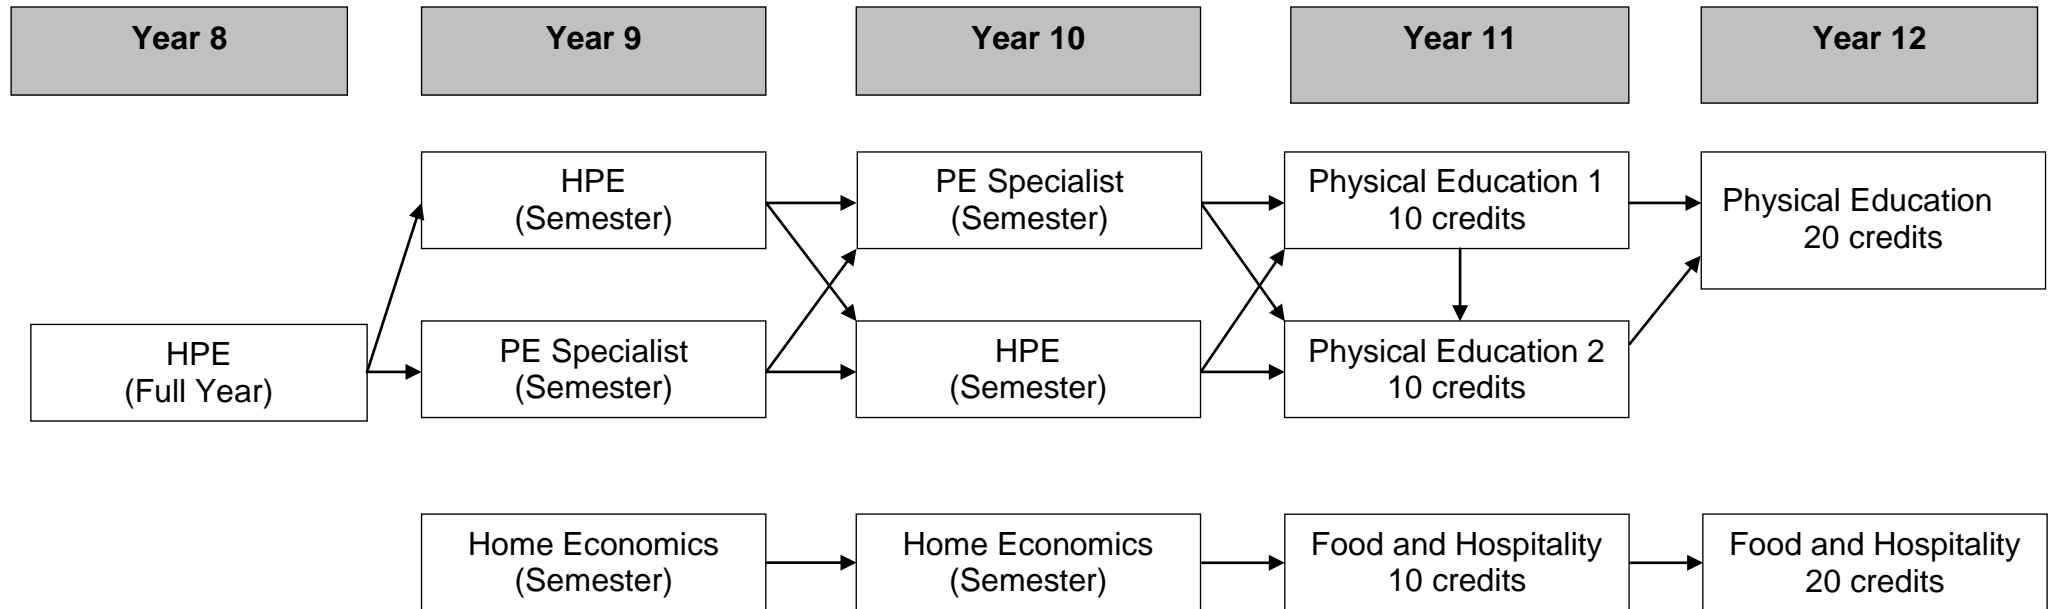 Year 8
Year 9
Year 10
Year 11
Year 12
HPE
(Semester)
PE Specialist
(Semester)
Physical Education 1
10 credits
Physical Education
20 credits
HPE
(Full Year)
PE Specialist
(Semester)
HPE
(Semester)
Physical Education 2
10 credits
Home Economics
(Semester)
Home Economics
(Semester)
Food and Hospitality
10 credits
Food and Hospitality
20 credits